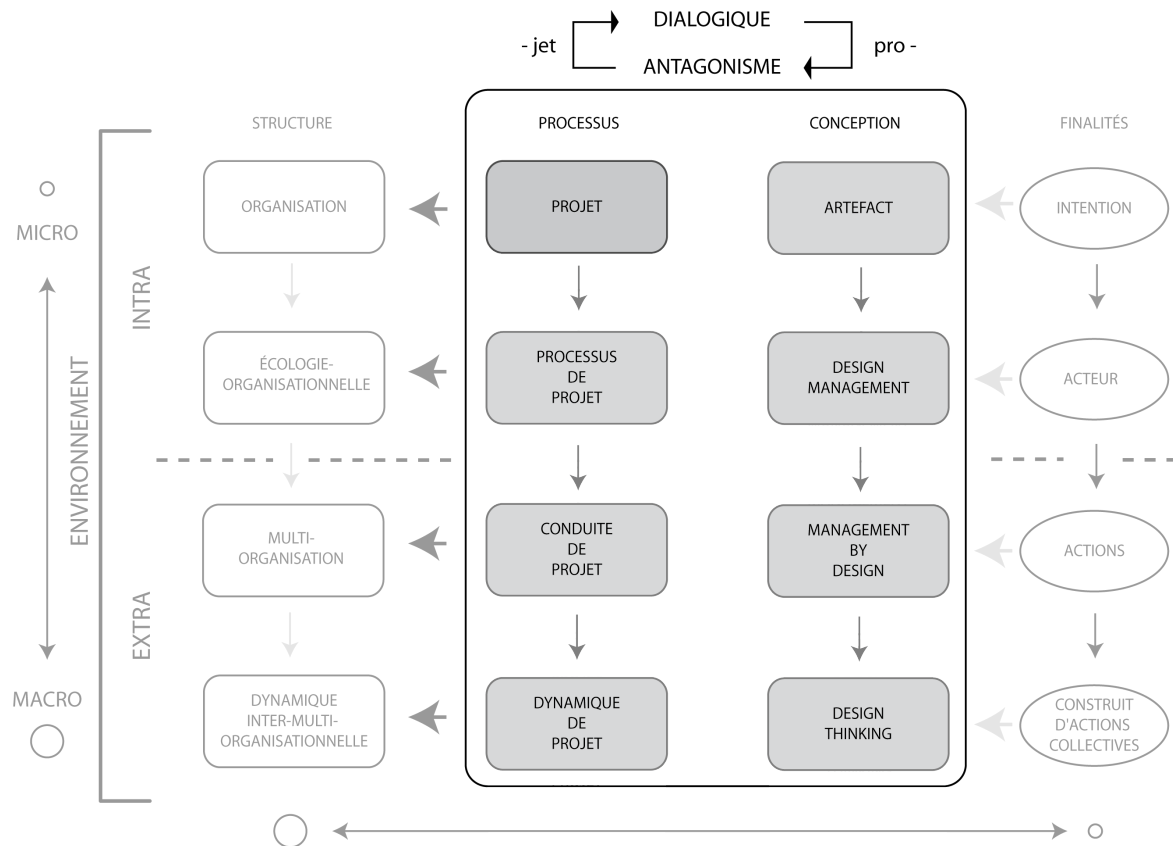 DIALOGIQUE
- jet
pro -
ANTAGONISME
STRUCTURE
PROCESSUS
CONCEPTION
FINALITÉS
ORGANISATION
PROJET
ARTEFACT
INTENTION
MICRO
INTRA
ÉCOLOGIE-
ORGANISATIONNELLE
PROCESSUS
DE
PROJET
DESIGN
MANAGEMENT
ACTEUR
ENVIRONNEMENT
MULTI-
ORGANISATION
CONDUITE
DE
PROJET
MANAGEMENT
BY
DESIGN
ACTIONS
EXTRA
MACRO
DYNAMIQUE
INTER-MULTI-
ORGANISATIONNELLE
DYNAMIQUE
DE
PROJET
DESIGN
THINKING
CONSTRUIT
D'ACTIONS
COLLECTIVES